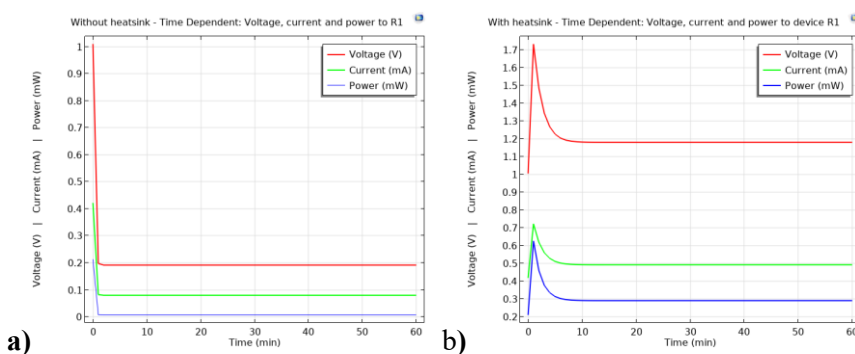 Without heatsink - Time Dependent: Voltage, current and power to R1
Voltage (V)
Current (mA)
Power (mW)
1
0.9
0.8
0.7
0.6
0.5
0.4
0.3
0.2
0.1
0
Voltage (V) | Current (mA) | Power (mW)
0 10 20 30 40 50 60
Time (min)
a)
With heatsink - Time Dependent: Voltage, current and power to device R1
Voltage (V)
Current (mA)
Power (mW)
1.7
1.6
1.5
1.4
1.3
1.2
1.1
1
0.9
0.8
0.7
0.6
0.5
0.4
0.3
0.2
Voltage (V) | Current (mA) | Power (mW)
0 10 20 30 40 50 60
Time (min)
b)